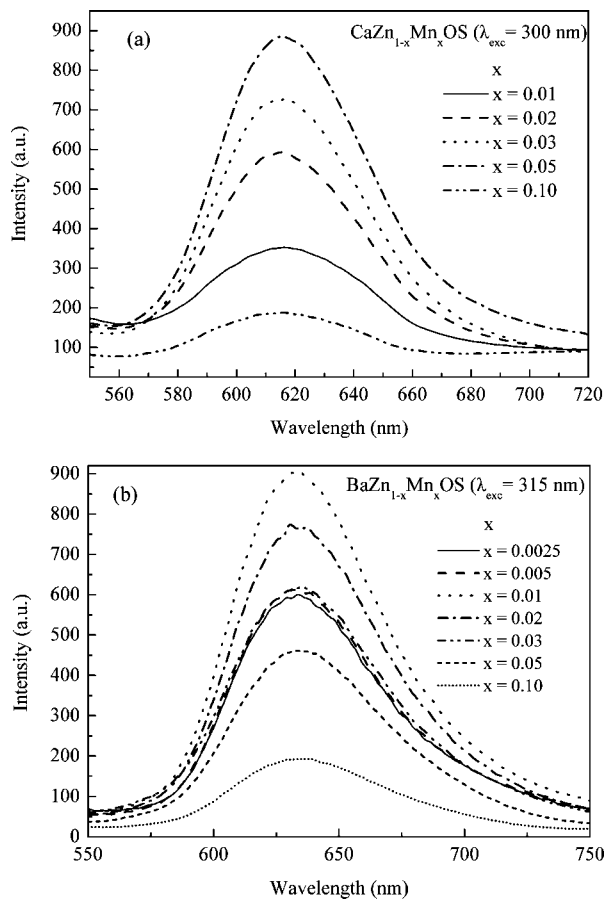 (a)
CaZn1-xMnxOS (λexc= 300 nm)
x
x = 0.01
x = 0.02
x = 0.03
x = 0.05
x = 0.10
900
800
700
600
500
400
300
200
100
Intensity (a.u.)
560 580 600 620 640 660 680 700 720
Wavelength (nm)
(b)
BaZn1-xMnxOS (λexc= 315 nm)
x
x = 0.0025
x = 0.005
x = 0.01
x = 0.02
x = 0.03
x = 0.05
x = 0.10
900
800
700
600
500
400
300
200
100
0
Intensity (a.u.)
550 600 650 700 750
Wavelength (nm)